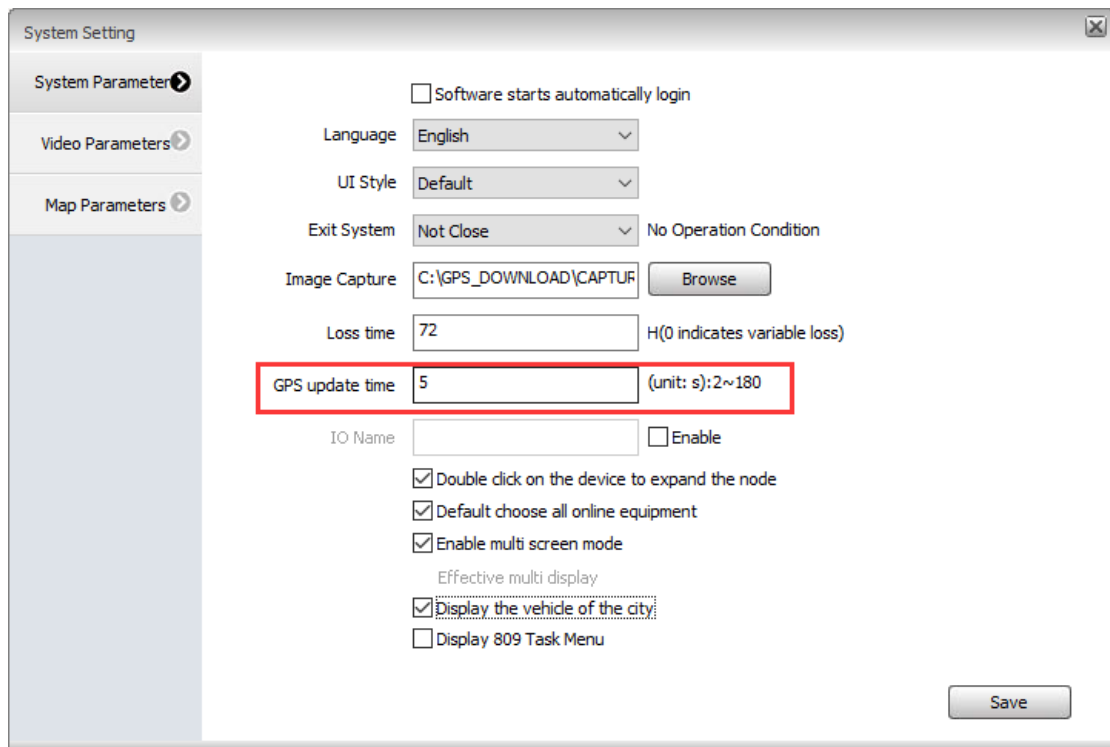 System Setting
System Parameter
Video Parameters
Map Parameters
Software starts automatically login
Language English
UI Style Default
Exit System Not Close No Operation Condition
Image Capture C:\GPS_DOWNLOAD\CAPTUR Browse
Loss time 72 H(0 indicates variable loss)
GPS update time 5 (unit: s):2~180
IO Name Enable
Double click on the device to expand the node
Default choose all online equipment
Enable multi screen mode
Effective multi display
Display the vehicle of the city
Display 809 Task Menu
Save